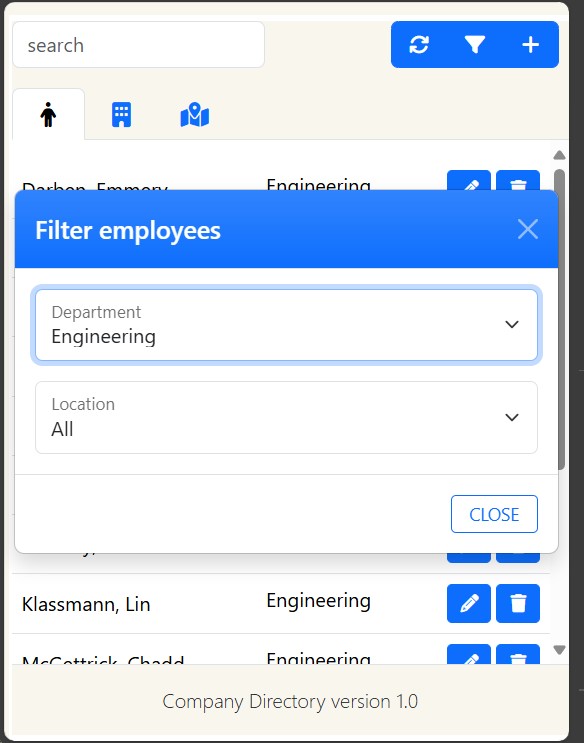 search
Darben, Emmery
Engineering
Filter employees
Department
Engineering
Location
All
CLOSE
Klassmann, Lin
Engineering
McGettrick, Chadd
Engineering
Company Directory version 1.0